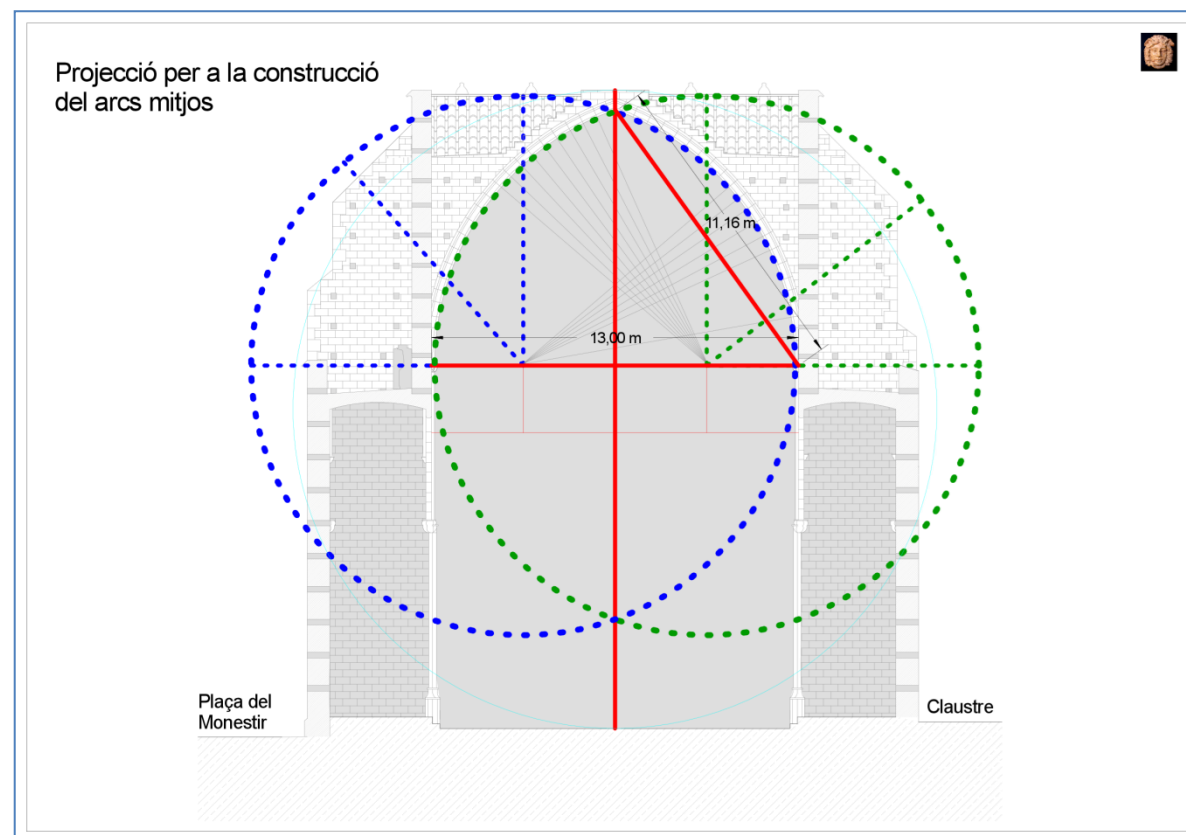 Projecció per a la construcció
del arcs mitjos
11,16 m
13,00 m
Plaça del
Monestir
Claustre